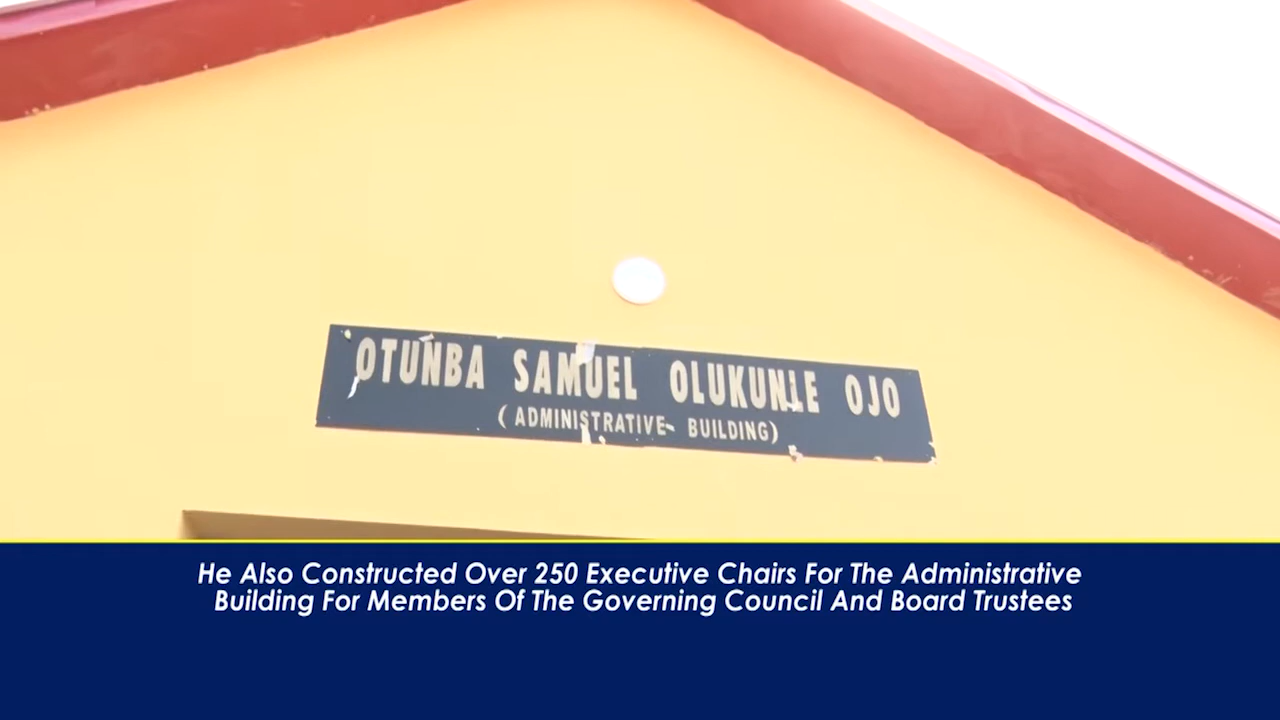 OTUNBA SAMUEL OLUKUNLE OJO
(ADMINISTRATIVE- BUILDING)
He Also Constructed Over 250 Executive Chairs For The Administrative
Building For Members Of The Governing Council And Board Trustees